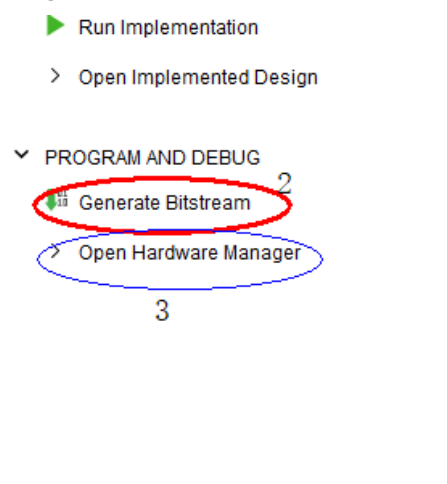 Run Implementation
Open Implemented Design
PROGRAM AND DEBUG
2
Generate Bitstream
Open Hardware Manager
3